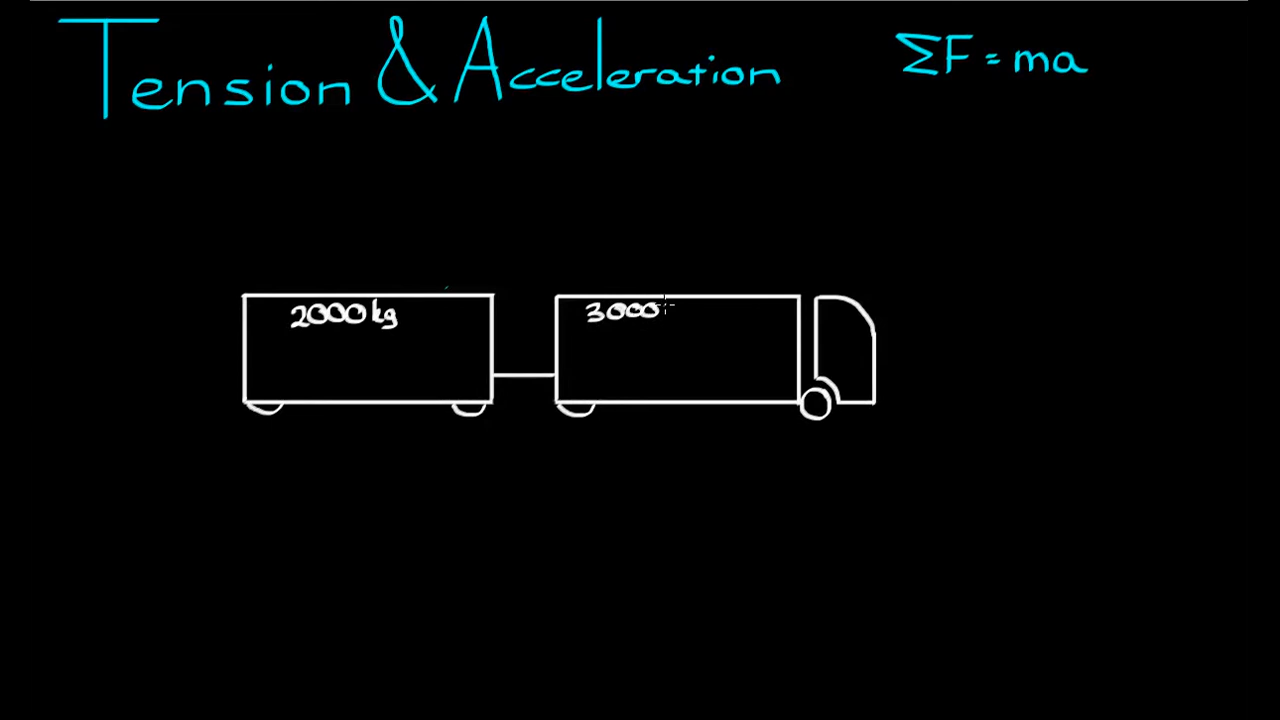 Tension & Acceleration
ΣF = ma
2000 kg
3000